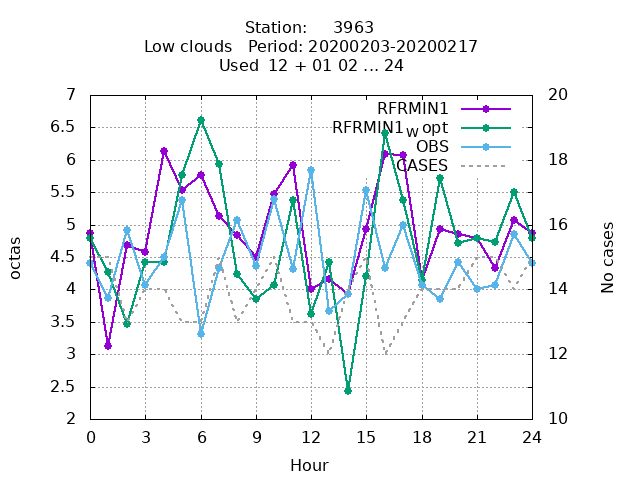 Station: 3963
Low clouds Period: 20200203-20200217
Used 12 + 01 02 ... 24
RFRMIN1
RFRMIN1wopt
OBS
CASES
7
6.5
6
5.5
5
4.5
4
3.5
3
2.5
2
20
18
16
14
12
10
octas
No cases
0 3 6 9 12 15 18 21 24
Hour